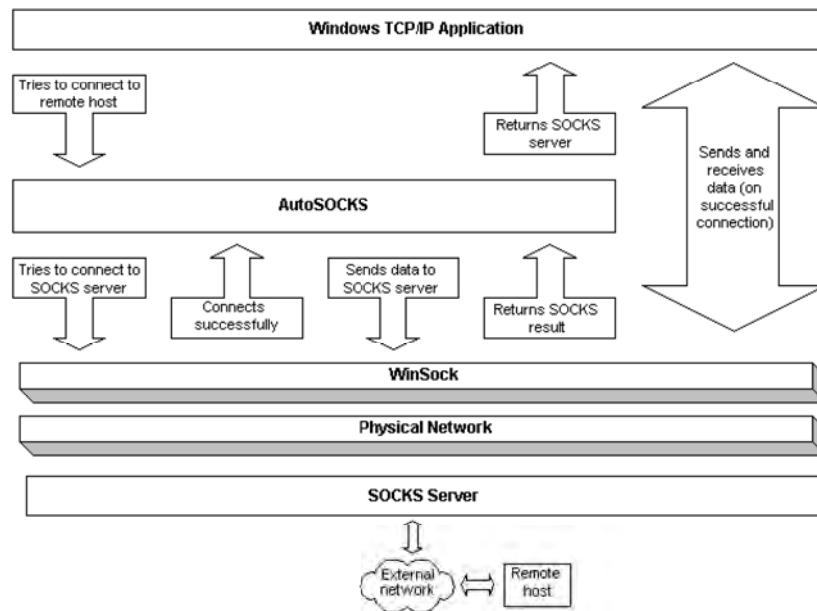 Windows TCP/IP Application
Tries to connect to
remote host
Returns SOCKS
server
Sends and
receives
data (on
successful
connection)
AutoSOCKS
Tries to connect to
SOCKS server
Connects
successfully
Sends data to
SOCKS server
Returns SOCKS
result
WinSock
Physical Network
SOCKS Server
External
network
Remote
host